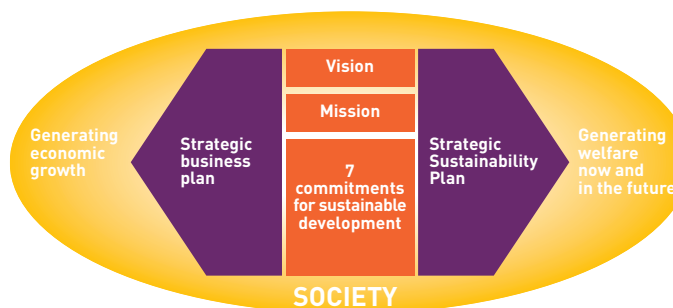 Vision
Mission
Generating
economic
growth
Strategic
business
plan
7
commitments
for sustainable
development
Strategic
Sustainability
Plan
Generating
welfare
now and
in the future
SOCIETY